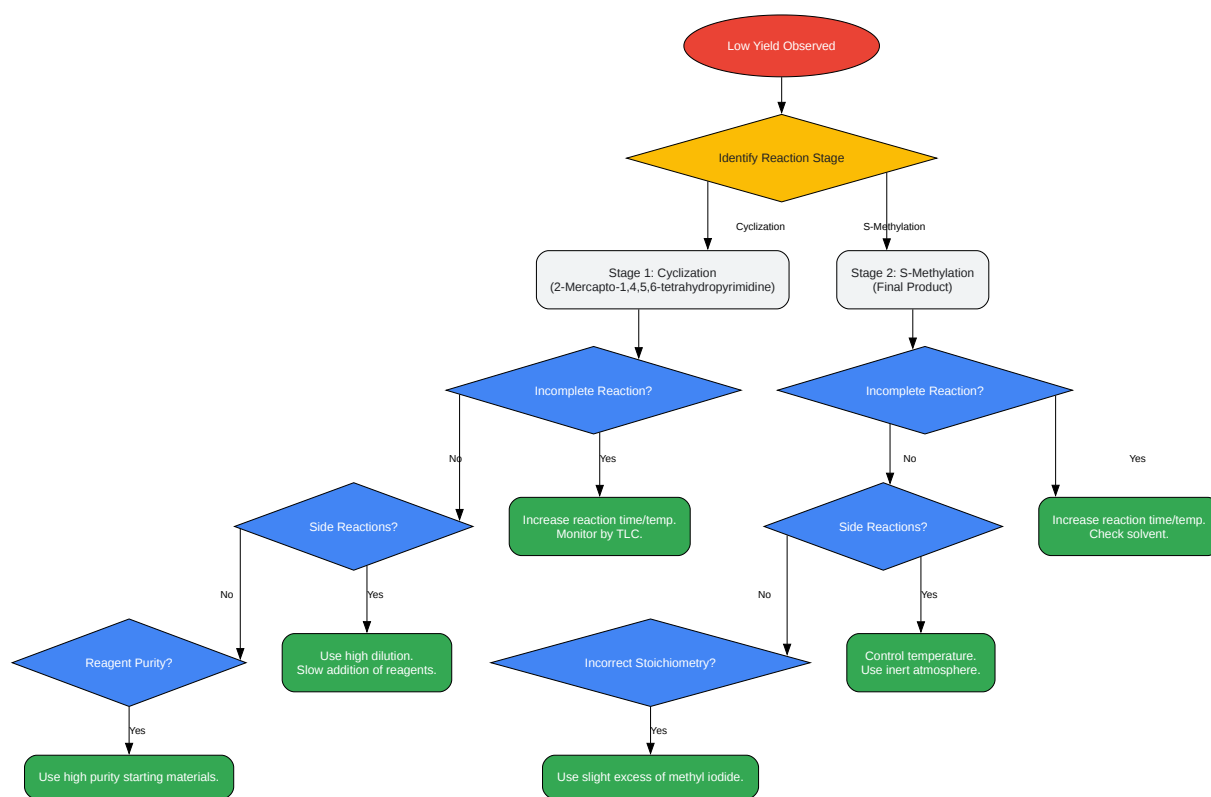 Low Yield Observed
Identify Reaction Stage
Cyclization
S-Methylation
Stage 1: Cyclization
(2-Mercapto-1,4,5,6-tetrahydropyrimidine)
Stage 2: S-Methylation
(Final Product)
Incomplete Reaction?
Incomplete Reaction?
No
Yes
No
Yes
Side Reactions?
Increase reaction time/temp.
Monitor by TLC.
Side Reactions?
Increase reaction time/temp.
Check solvent.
No
Yes
No
Yes
Reagent Purity?
Use high dilution.
Slow addition of reagents.
Incorrect Stoichiometry?
Control temperature.
Use inert atmosphere.
Yes
Yes
Use high purity starting materials.
Use slight excess of methyl iodide.